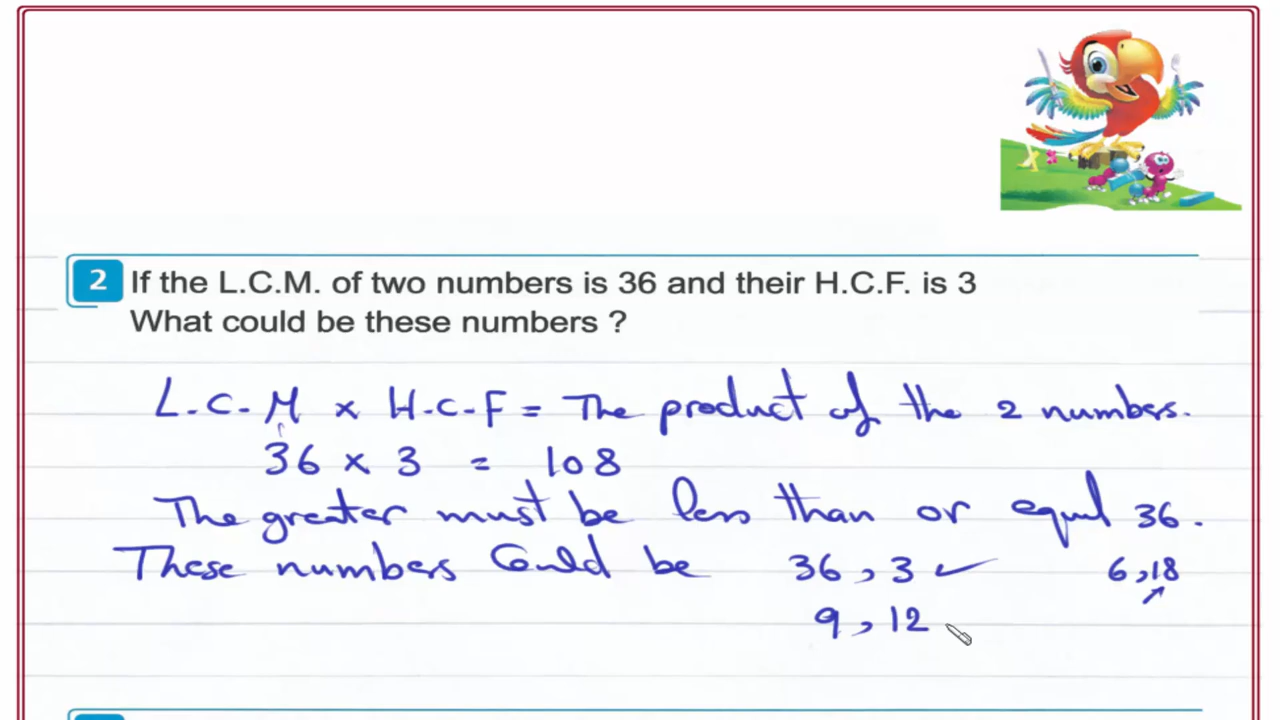 2 If the L.C.M. of two numbers is 36 and their H.C.F. is 3
What could be these numbers ?
L.C.M x H.C.F = The product of the 2 numbers.
36 x 3 = 108
The greater must be less than or equal 36.
These numbers Could be 36, 3 ✓ 6,18
9, 12